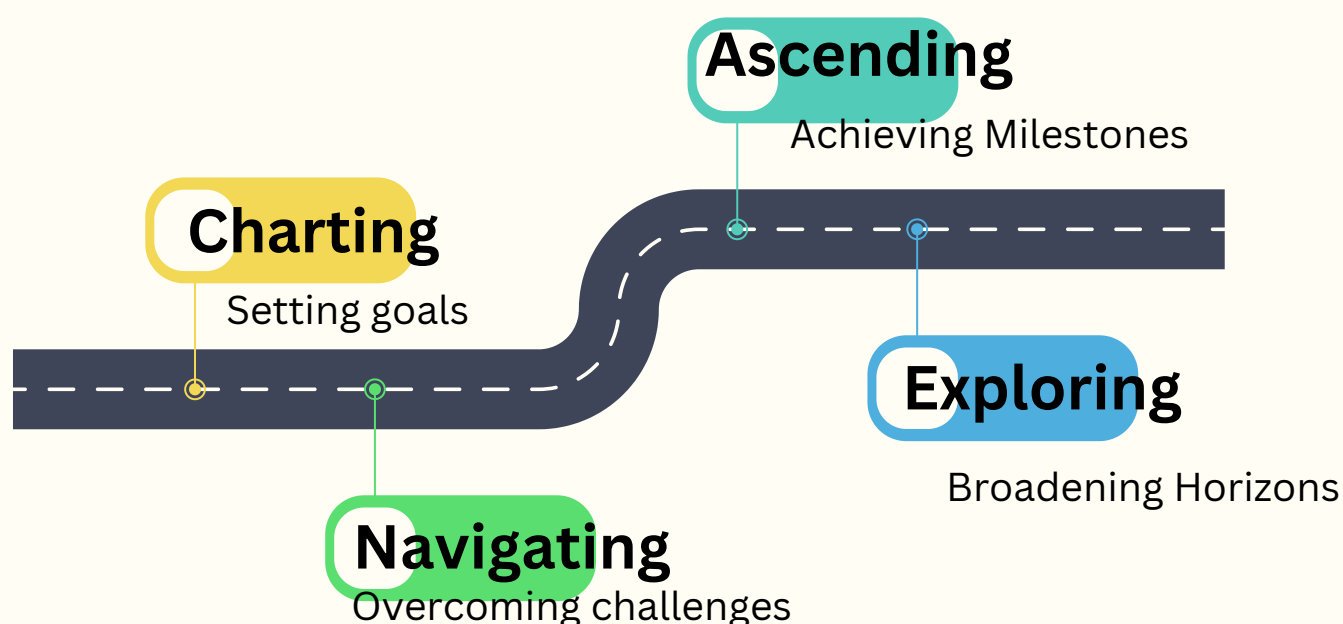 Charting
Setting goals
Navigating
Overcoming challenges
Ascending
Achieving Milestones
Exploring
Broadening Horizons